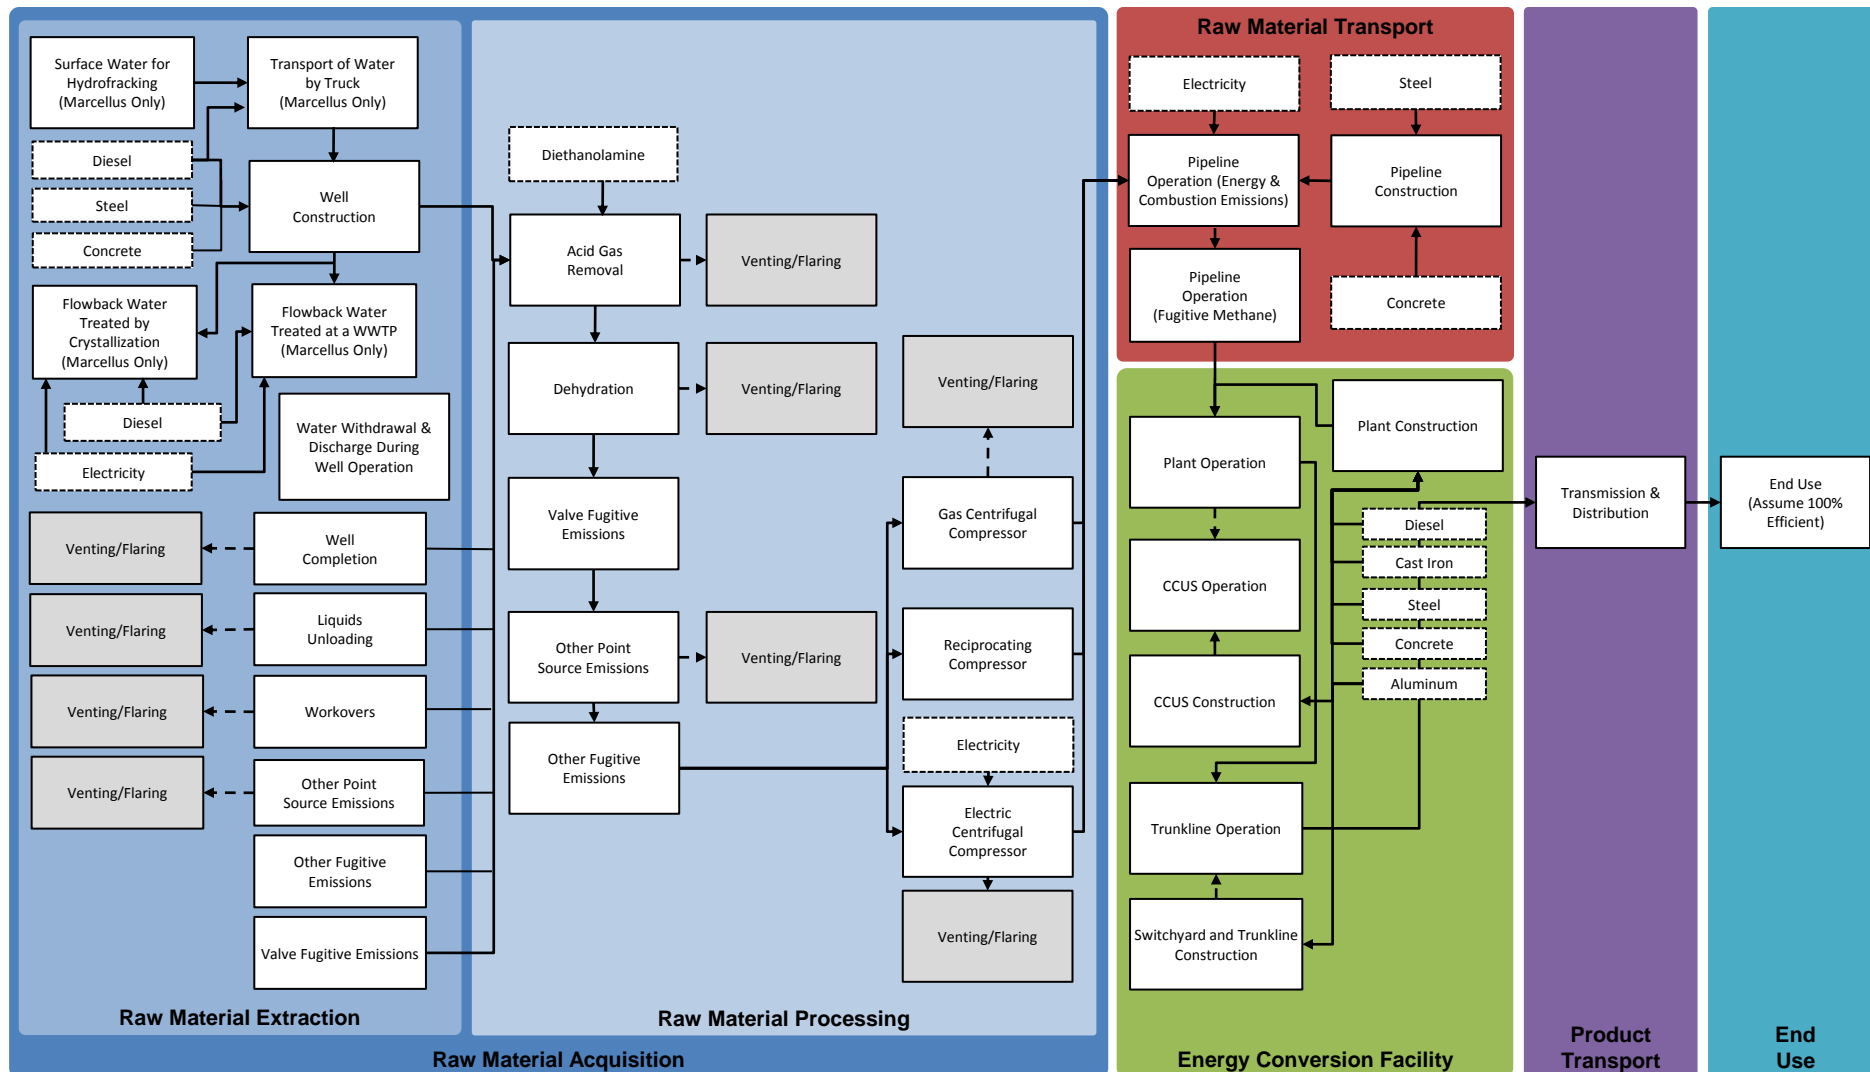 Surface Water for
Hydrofracking
(Marcellus Only)
Transport of Water
by Truck
(Marcellus Only)
Diesel
Steel
Concrete
Well
Construction
Flowback Water
Treated by
Crystallization
(Marcellus Only)
Flowback Water
Treated at a WWTP
(Marcellus Only)
Diesel
Electricity
Water Withdrawal &
Discharge During
Well Operation
Venting/Flaring
Well
Completion
Venting/Flaring
Liquids
Unloading
Venting/Flaring
Workovers
Venting/Flaring
Other Point
Source Emissions
Other Fugitive
Emissions
Valve Fugitive Emissions
Raw Material Extraction
Diethanolamine
Acid Gas
Removal
Venting/Flaring
Dehydration
Venting/Flaring
Valve Fugitive
Emissions
Other Point
Source Emissions
Venting/Flaring
Other Fugitive
Emissions
Venting/Flaring
Gas Centrifugal
Compressor
Reciprocating
Compressor
Electricity
Electric
Centrifugal
Compressor
Venting/Flaring
Raw Material Processing
Raw Material Acquisition
Raw Material Transport
Electricity
Steel
Pipeline
Operation (Energy &
Combustion Emissions)
Pipeline
Construction
Pipeline
Operation
(Fugitive Methane)
Concrete
Plant Construction
Plant Operation
Diesel
Cast Iron
Steel
Concrete
Aluminum
CCUS Operation
CCUS Construction
Trunkline Operation
Switchyard and Trunkline
Construction
Energy Conversion Facility
Transmission &
Distribution
Product
Transport
End Use
(Assume 100%
Efficient)
End
Use